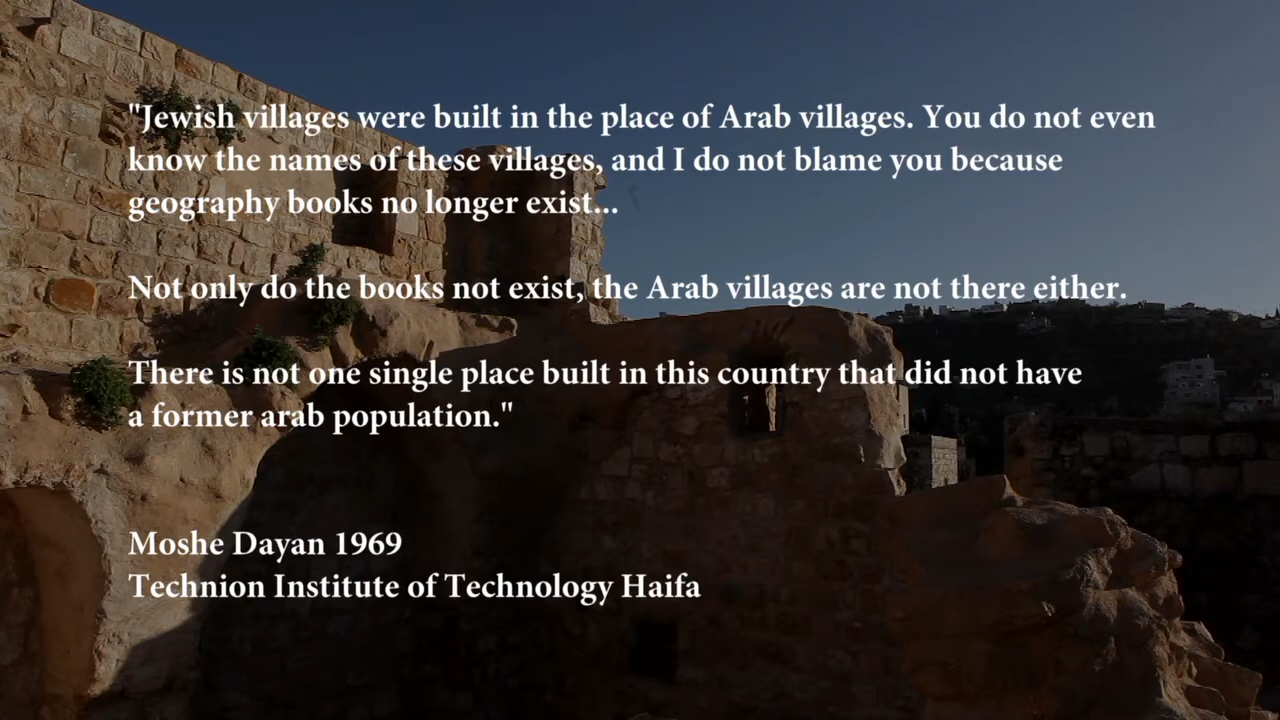 "Jewish villages were built in the place of Arab villages. You do not even
know the names of these villages, and I do not blame you because
geography books no longer exist...
Not only do the books not exist, the Arab villages are not there either.
There is not one single place built in this country that did not have
a former arab population."
Moshe Dayan 1969
Technion Institute of Technology Haifa